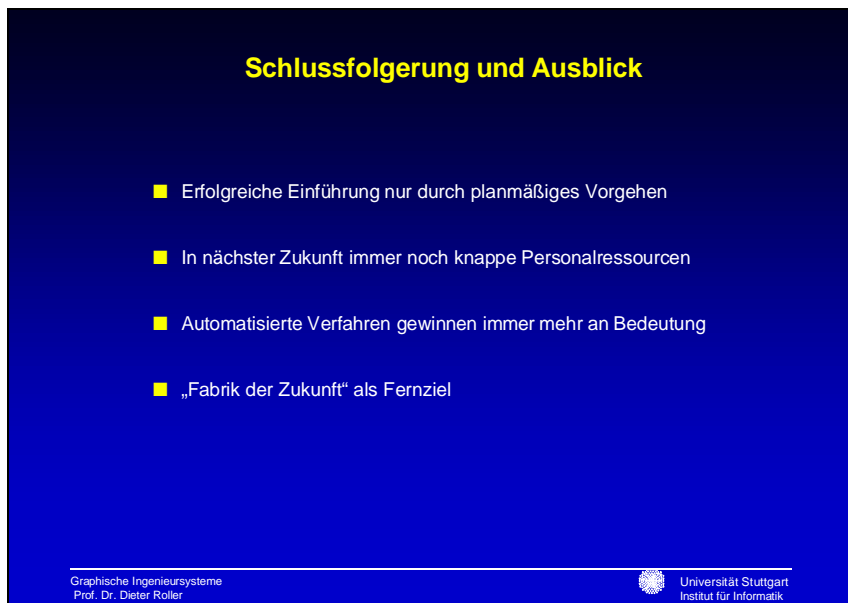 Schlussfolgerung und Ausblick
Erfolgreiche Einführung nur durch planmäßiges Vorgehen
In nächster Zukunft immer noch knappe Personalressourcen
Automatisierte Verfahren gewinnen immer mehr an Bedeutung
„Fabrik der Zukunft“ als Fernziel
Graphische Ingenieursysteme
Prof. Dr. Dieter Roller
Universität Stuttgart
Institut für Informatik